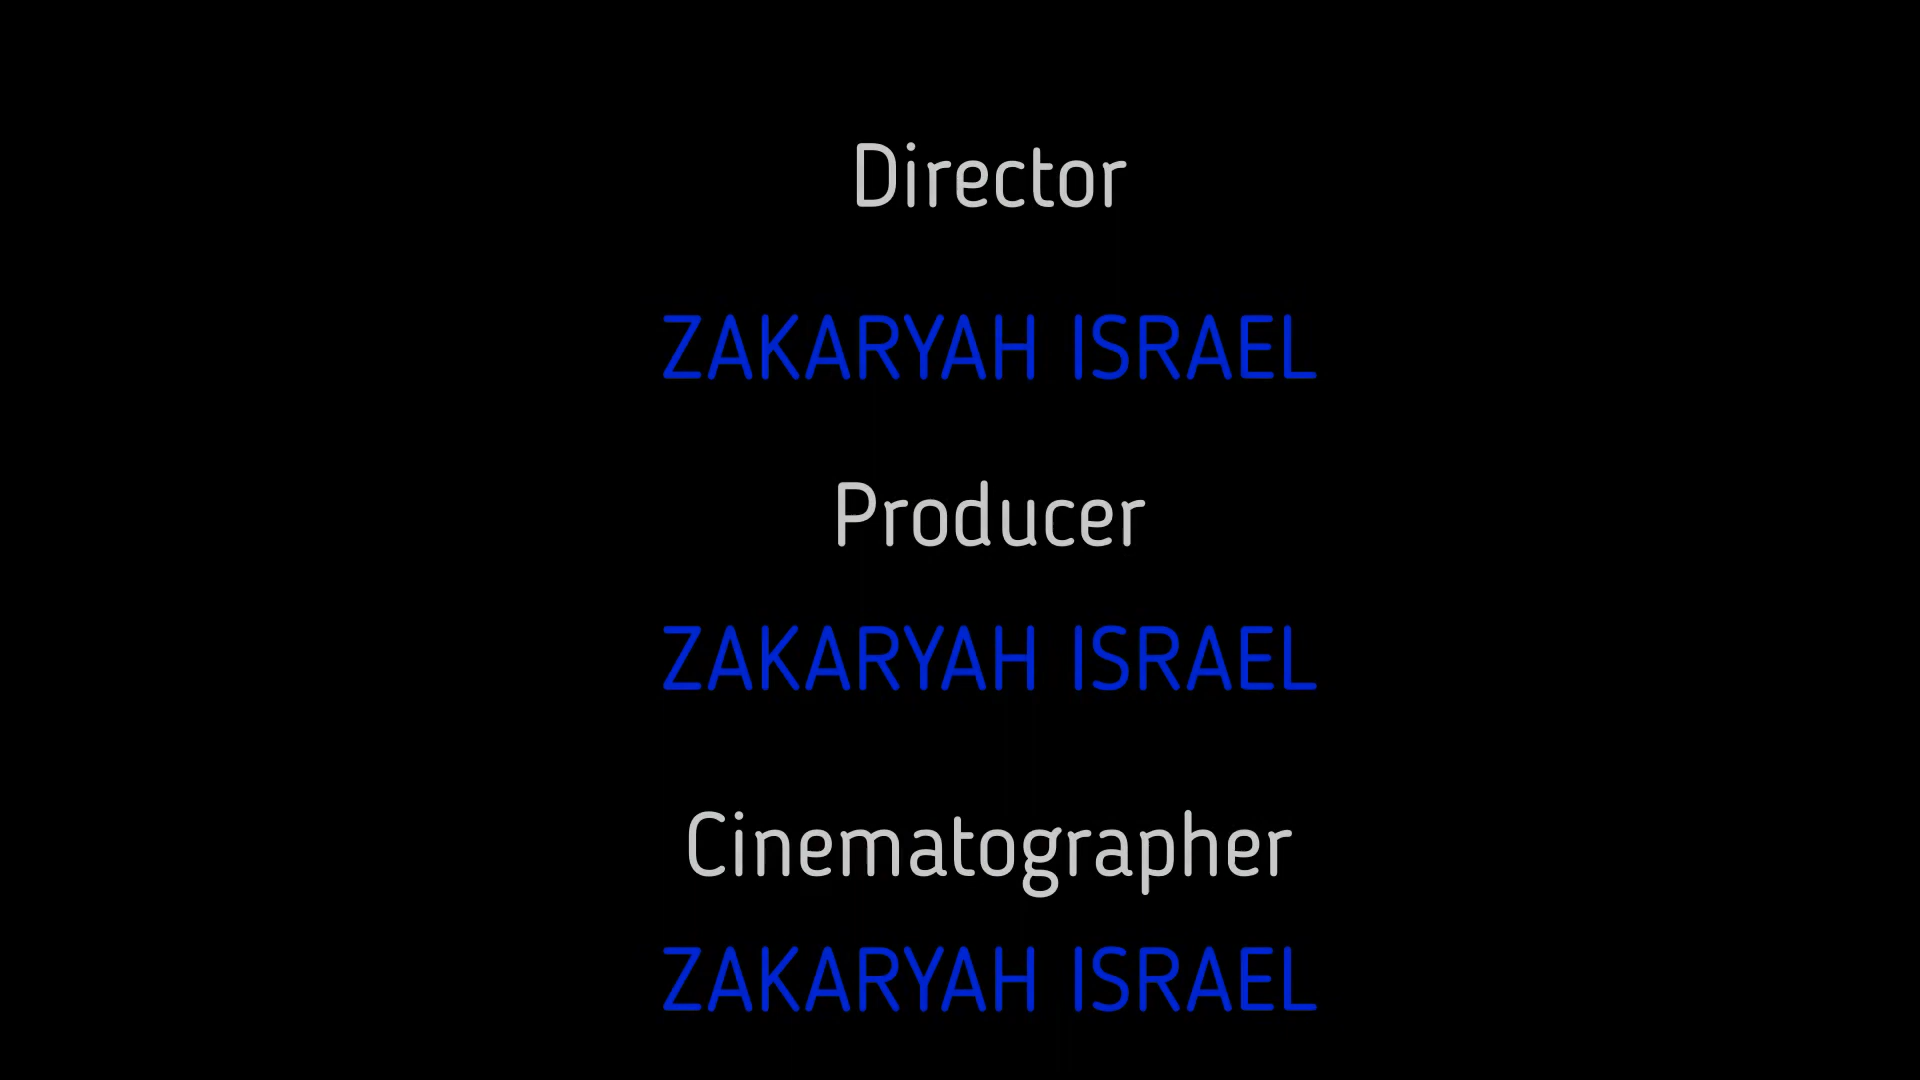 Director
ZAKARYAH ISRAEL
Producer
ZAKARYAH ISRAEL
Cinematographer
ZAKARYAH ISRAEL